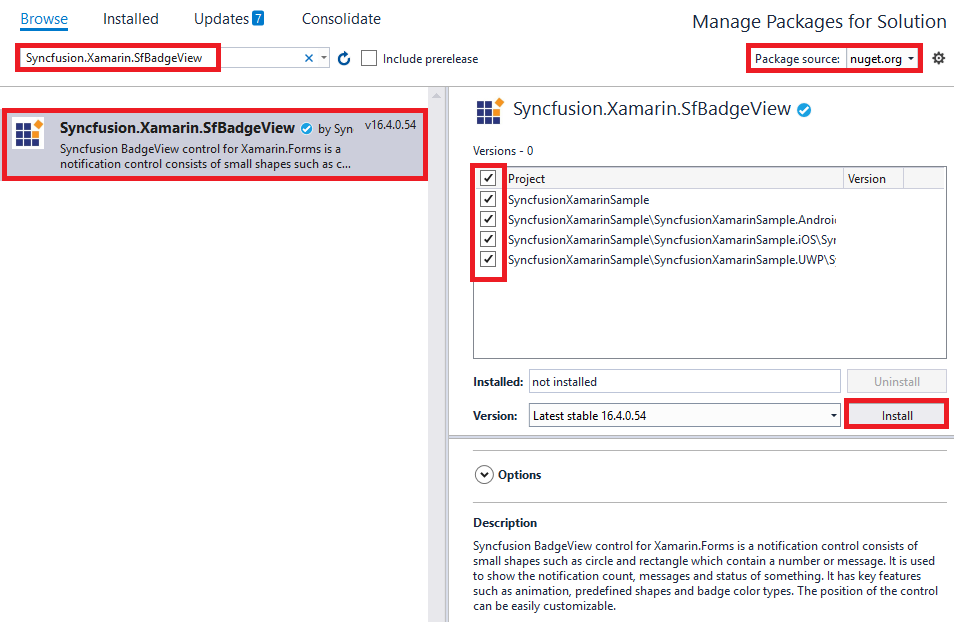 Browse Installed Updates 7 Consolidate
Manage Packages for Solution
Syncfusion.Xamarin.SfBadgeView
Include prerelease
Package source: nuget.org
Syncfusion.Xamarin.SfBadgeView by Syn v16.4.0.54
Syncfusion BadgeView control for Xamarin.Forms is a
notification control consists of small shapes such as c...
Syncfusion.Xamarin.SfBadgeView
Versions - 0
Project Version
SyncfusionXamarinSample
SyncfusionXamarinSample\SyncfusionXamarinSample.Androi
SyncfusionXamarinSample\SyncfusionXamarinSample.iOS\Syr
SyncfusionXamarinSample\SyncfusionXamarinSample.UWP\S
Installed: not installed Uninstall
Version: Latest stable 16.4.0.54 Install
Options
Description
Syncfusion BadgeView control for Xamarin.Forms is a notification control consists of
small shapes such as circle and rectangle which contain a number or message. It is used
to show the notification count, messages and status of something. It has key features
such as animation, predefined shapes and badge color types. The position of the control
can be easily customizable.